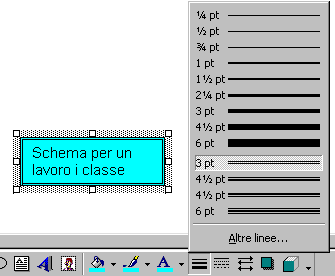 ¼ pt
½ pt
¾ pt
1 pt
1½ pt
2¼ pt
3 pt
4½ pt
6 pt
3 pt
4½ pt
4½ pt
6 pt
Altre linee...
Schema per un
lavoro i classe
A
A